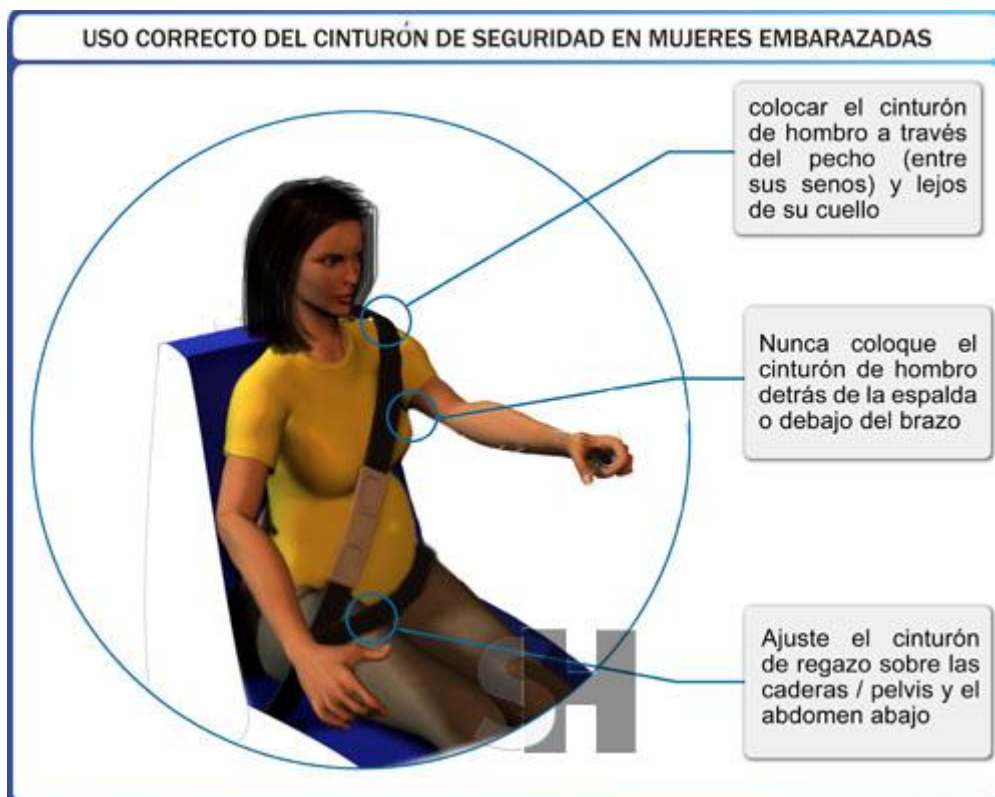 USO CORRECTO DEL CINTURÓN DE SEGURIDAD EN MUJERES EMBARAZADAS
colocar el cinturón
de hombro a través
del pecho (entre
sus senos) y lejos
de su cuello
Nunca coloque el
cinturón de hombro
detrás de la espalda
o debajo del brazo
Ajuste el cinturón
de regazo sobre las
caderas / pelvis y el
abdomen abajo
SH